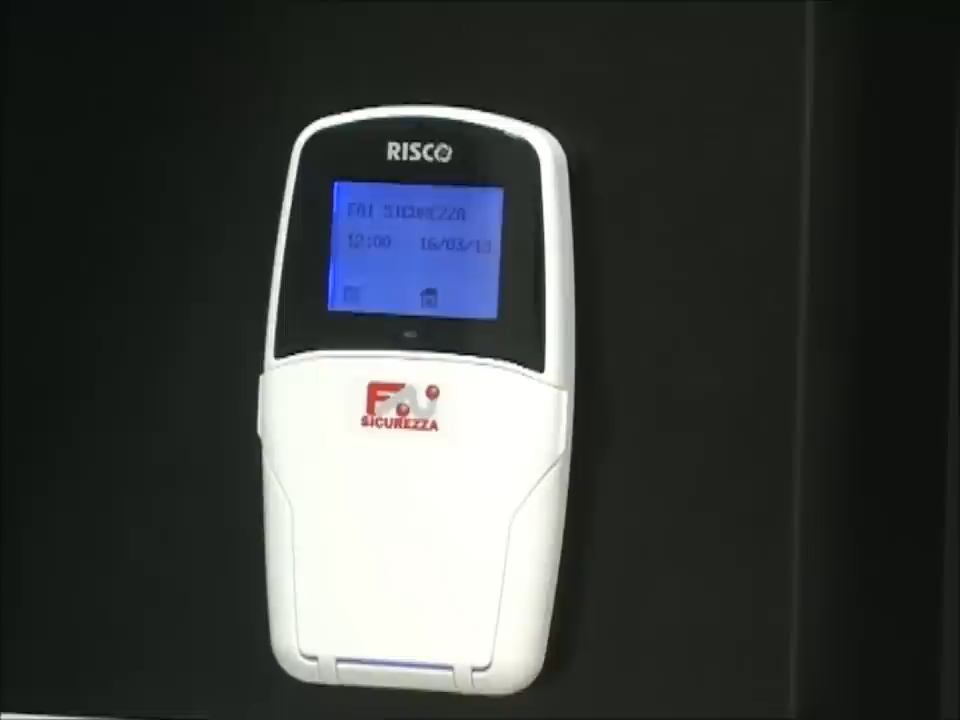 RISCO
FAI SICUREZZA
12:00 16/03/13
FAI
SICUREZZA